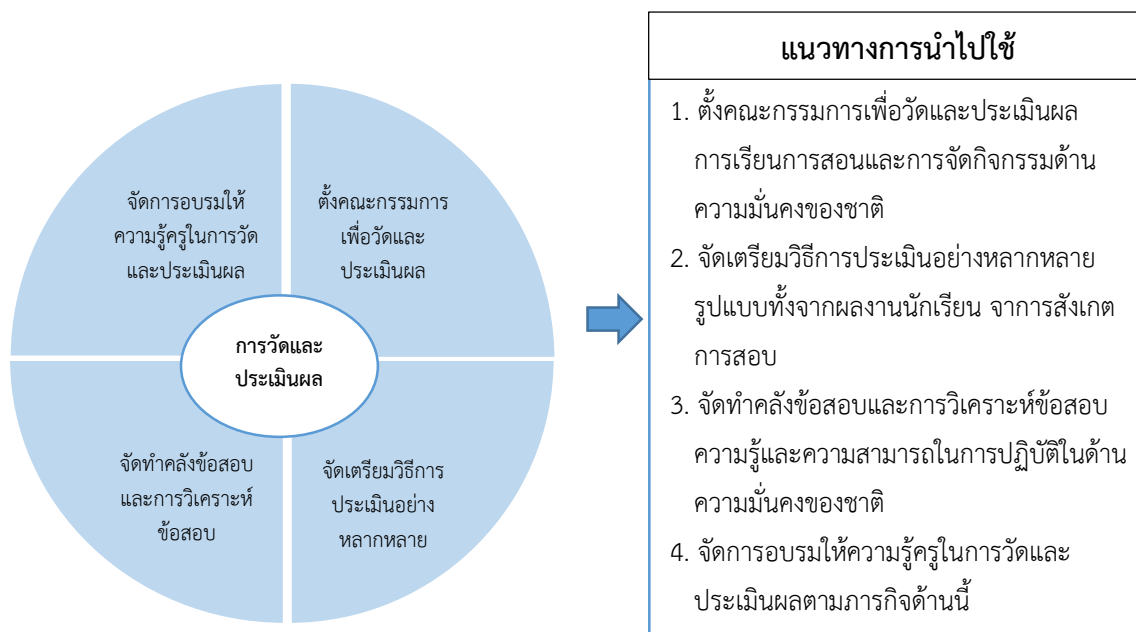 จัดการอบรมให้
ความรู้ครูในการวัด
และประเมินผล
ตั้งคณะกรรมการ
เพื่อวัดและ
ประเมินผล
การวัดและ
ประเมินผล
จัดทำคลังข้อสอบ
และการวิเคราะห์
ข้อสอบ
จัดเตรียมวิธีการ
ประเมินอย่าง
หลากหลาย
แนวทางการนำไปใช้
1. ตั้งคณะกรรมการเพื่อวัดและประเมินผล
การเรียนการสอนและการจัดกิจกรรมด้าน
ความมั่นคงของชาติ
2. จัดเตรียมวิธีการประเมินอย่างหลากหลาย
รูปแบบทั้งจากผลงานนักเรียน จาการสังเกต
การสอบ
3. จัดทำคลังข้อสอบและการวิเคราะห์ข้อสอบ
ความรู้และความสามารถในการปฏิบัติในด้าน
ความมั่นคงของชาติ
4. จัดการอบรมให้ความรู้ครูในการวัดและ
ประเมินผลตามภารกิจด้านนี้